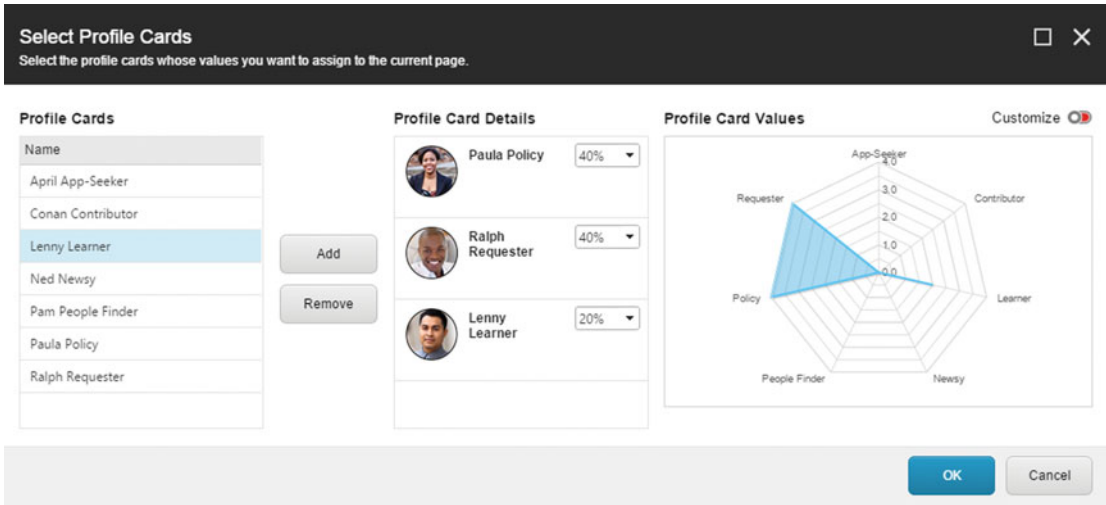 Select Profile Cards
Select the profile cards whose values you want to assign to the current page.
Profile Cards
Name
April App-Seeker
Conan Contributor
Lenny Learner
Ned Newsy
Pam People Finder
Paula Policy
Ralph Requester
Add
Remove
Profile Card Details
Paula Policy
40%
Ralph
Requester
40%
Lenny
Learner
20%
Profile Card Values
Customize
App-Seeker
4.0
3.0
2.0
1.0
0.0
Requester
Contributor
Policy
Learner
People Finder
Newsy
OK
Cancel